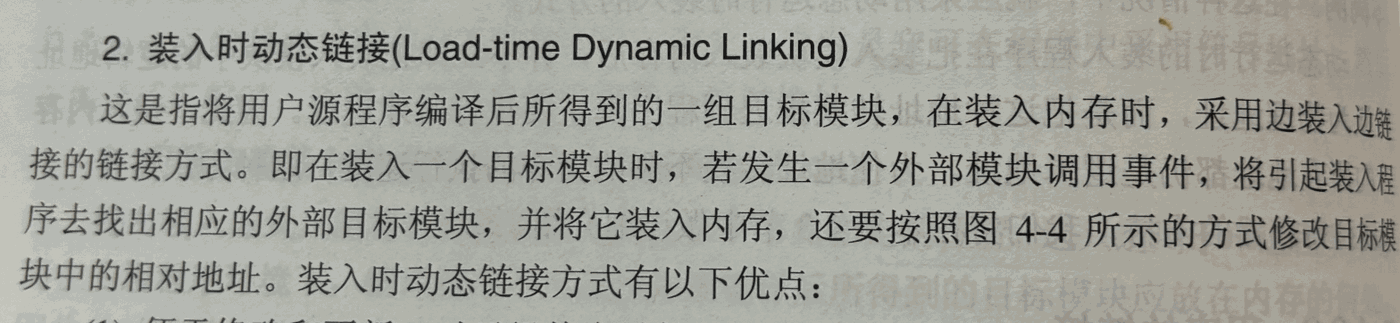 2. 装入时动态链接(Load-time Dynamic Linking)
这是指将用户源程序编译后所得到的一组目标模块，在装入内存时，采用边装入边链
接的链接方式。即在装入一个目标模块时，若发生一个外部模块调用事件，将引起装入程
序去找出相应的外部目标模块，并将它装入内存，还要按照图 4-4 所示的方式修改目标模
块中的相对地址。装入时动态链接方式有以下优点：